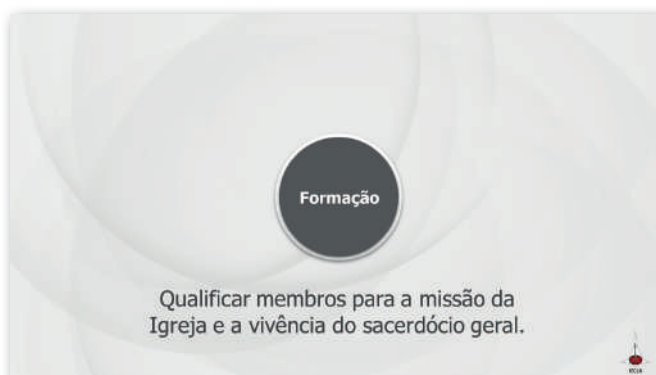 Formação
Qualificar membros para a missão da
Igreja e a vivência do sacerdócio geral.